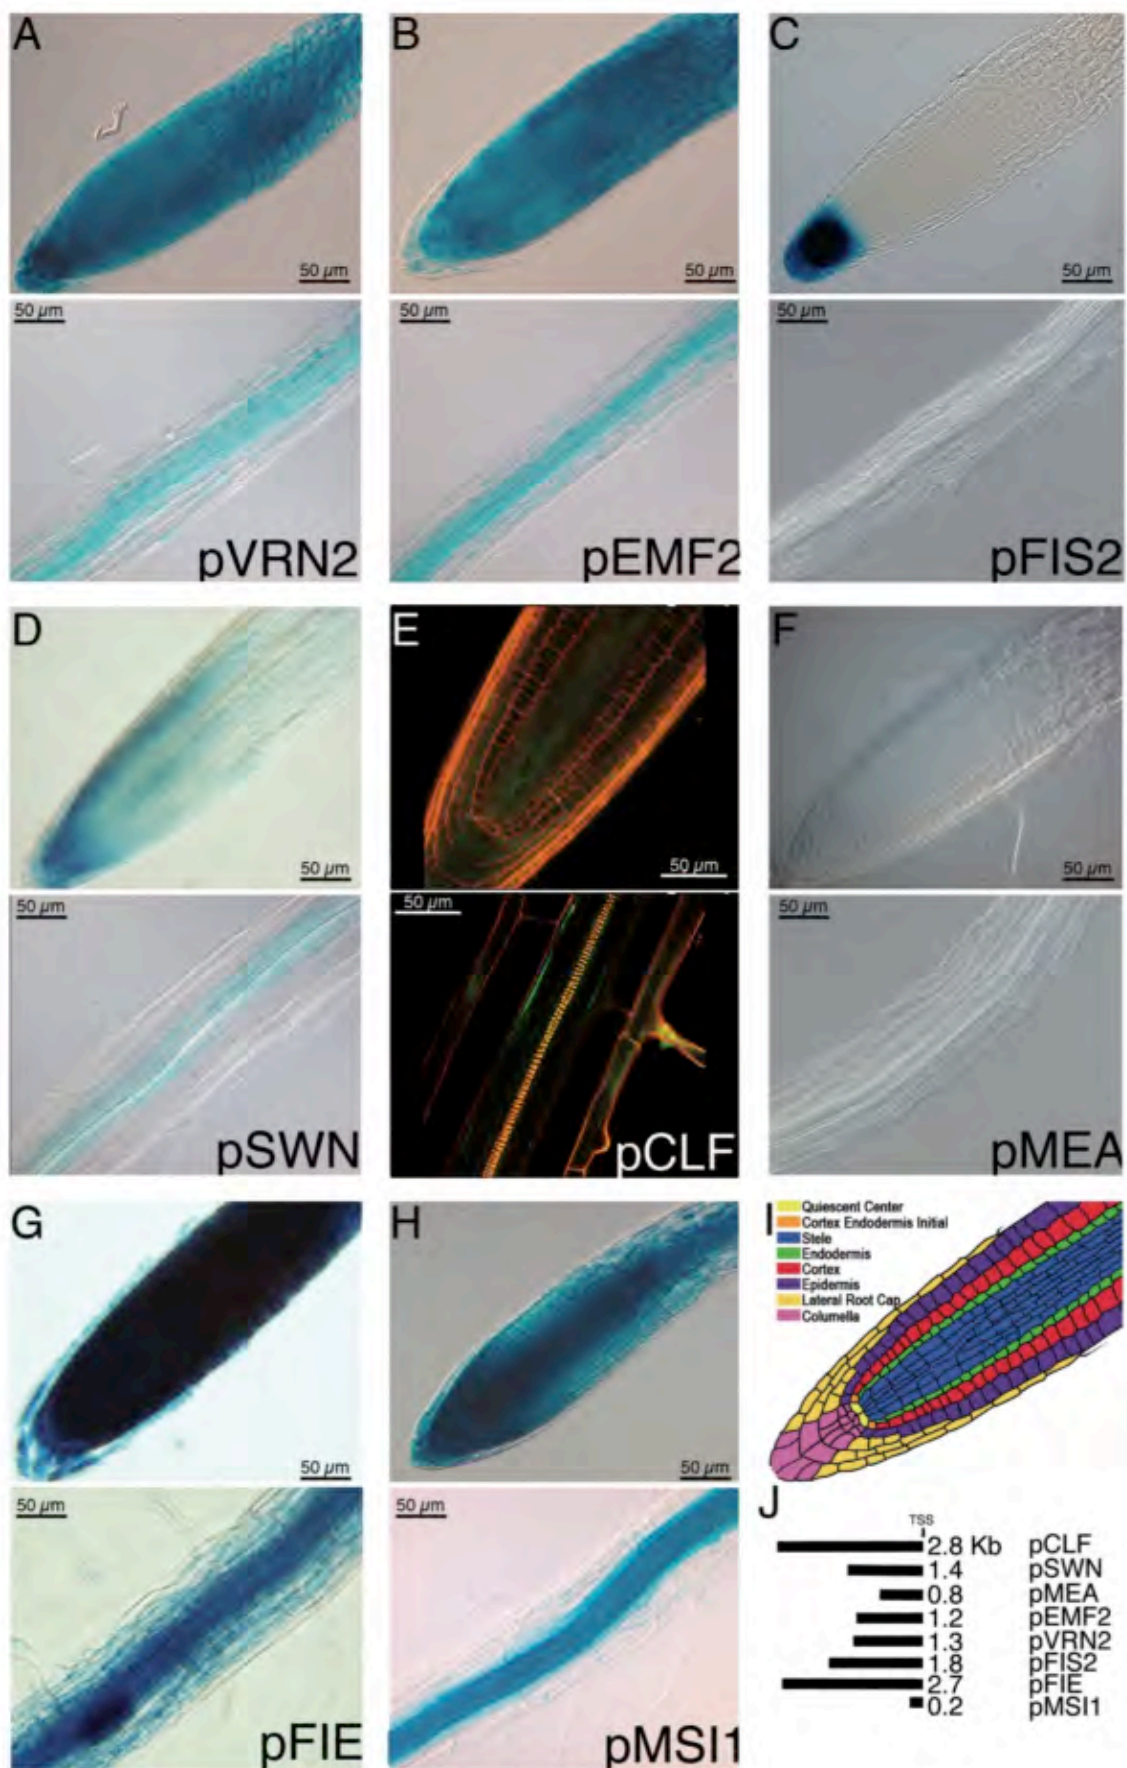 A
B
C
50 µm
50 µm
50 µm
50 µm
50 µm
50 µm
pVRN2
pEMF2
pFIS2
D
E
F
50 µm
50 µm
50 µm
50 µm
50 µm
50 µm
pSWN
pCLF
pMEA
G
H
I
Quiescent Center
Cortex Endodermis Initial
Stele
Endodermis
Cortex
Epidermis
Lateral Root Cap
Columella
50 µm
50 µm
50 µm
50 µm
pFIE
pMSI1
J
TSS
2.8 Kb pCLF
1.4 pSWN
0.8 pMEA
1.2 pEMF2
1.3 pVRN2
1.8 pFIS2
2.7 pFIE
0.2 pMSI1